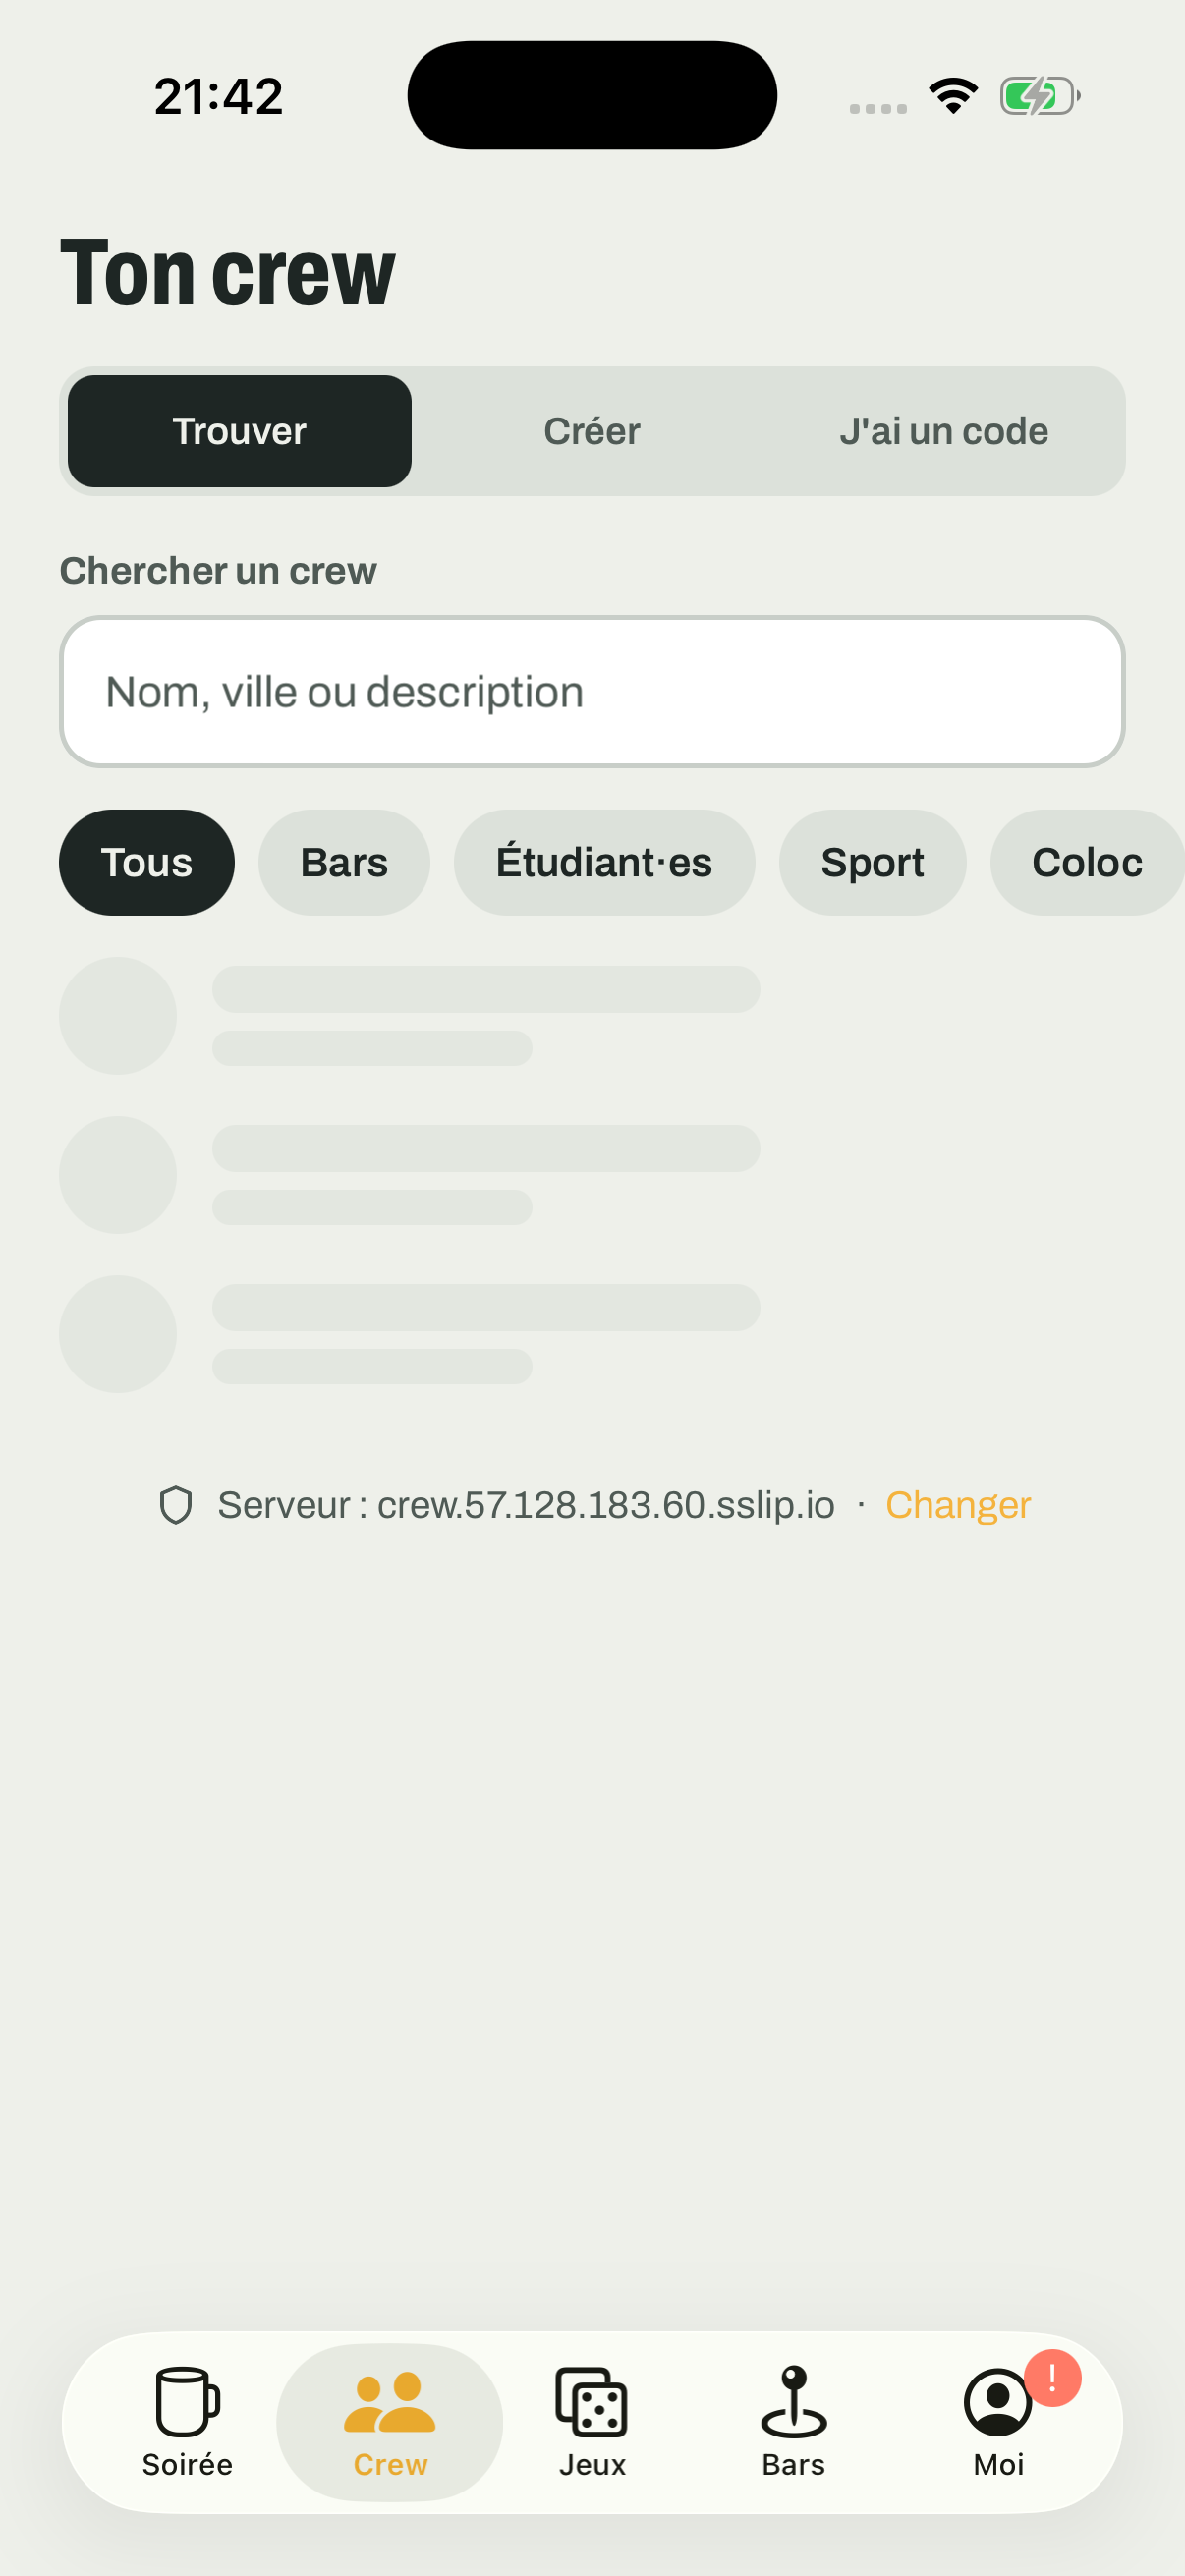 21:42
Ton crew
Trouver
Créer
J'ai un code
Chercher un crew
Nom, ville ou description
Tous
Bars
Étudiant·es
Sport
Coloc
Serveur : crew.57.128.183.60.sslip.io · Changer
!
Soirée
Crew
Jeux
Bars
Moi